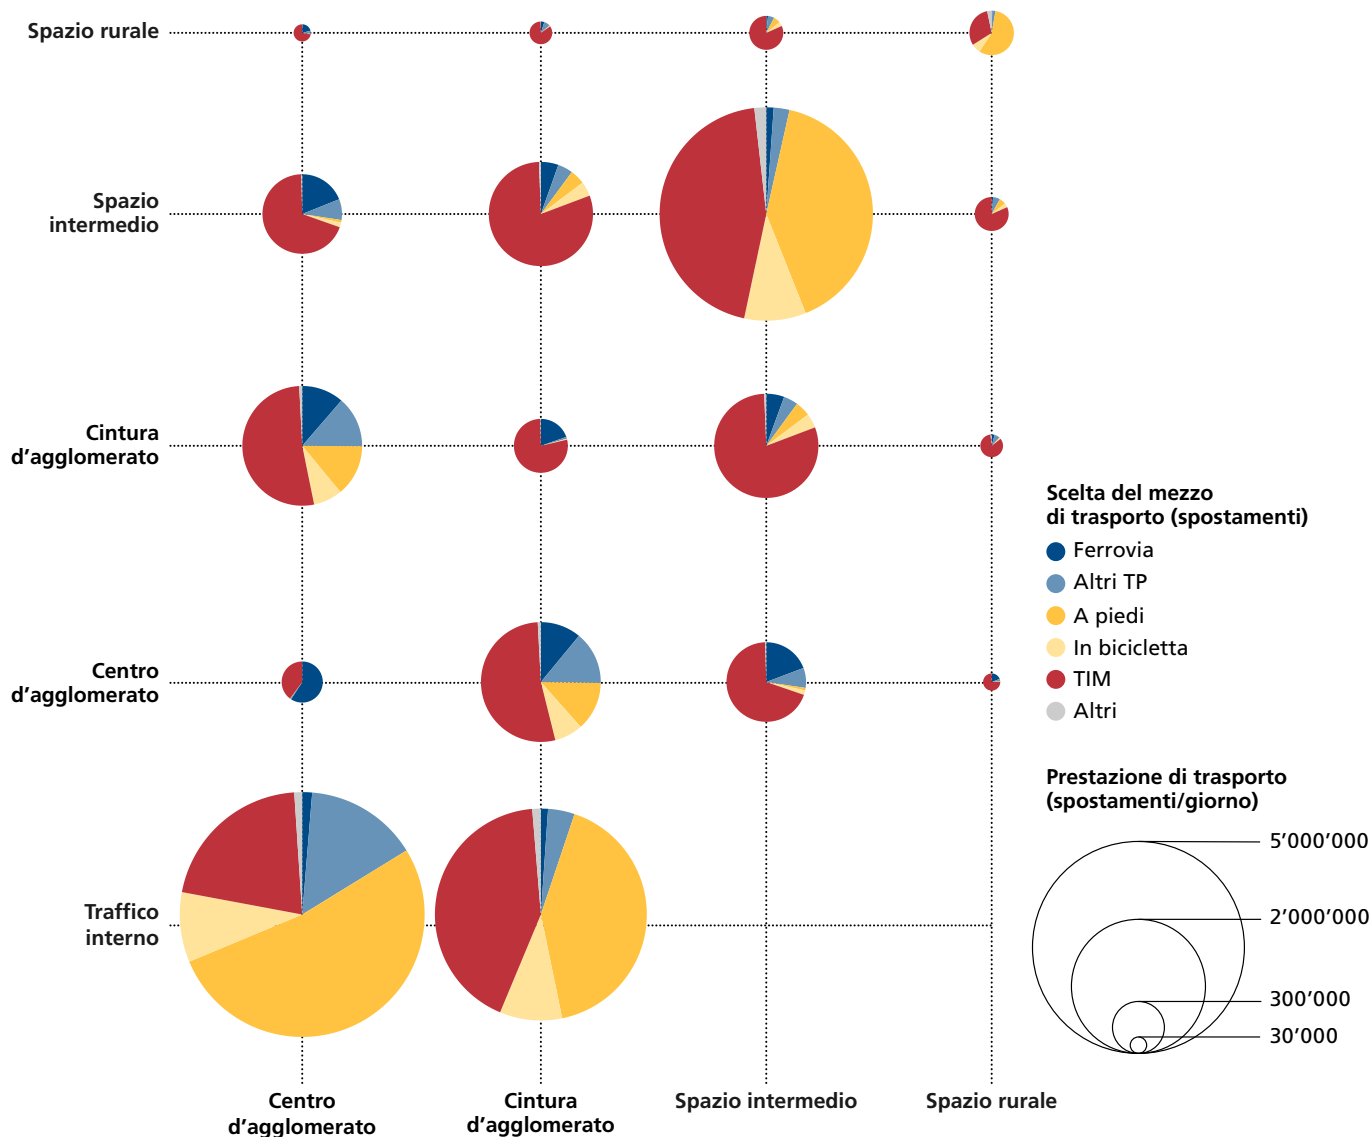 Spazio rurale
Spazio
intermedio
Cintura
d’agglomerato
Centro
d’agglomerato
Traffico
interno
Centro
d’agglomerato
Cintura
d’agglomerato
Spazio intermedio
Spazio rurale
Scelta del mezzo
di trasporto (spostamenti)
Ferrovia
Altri TP
A piedi
In bicicletta
TIM
Altri
Prestazione di trasporto
(spostamenti/giorno)
5’000’000
2’000’000
300’000
30’000